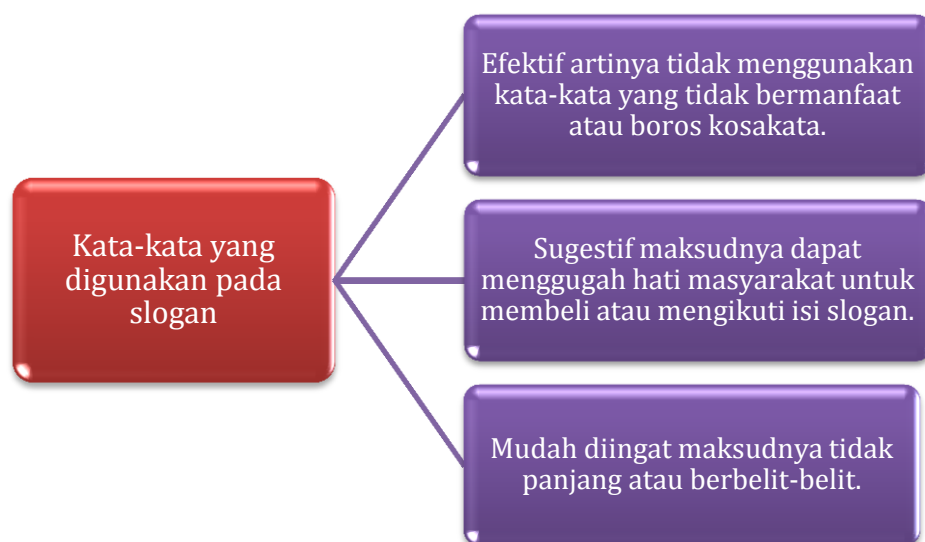 Kata-kata yang
digunakan pada
slogan
Efektif artinya tidak menggunakan
kata-kata yang tidak bermanfaat
atau boros kosakata.
Sugestif maksudnya dapat
menggugah hati masyarakat untuk
membeli atau mengikuti isi slogan.
Mudah diingat maksudnya tidak
panjang atau berbelit-belit.